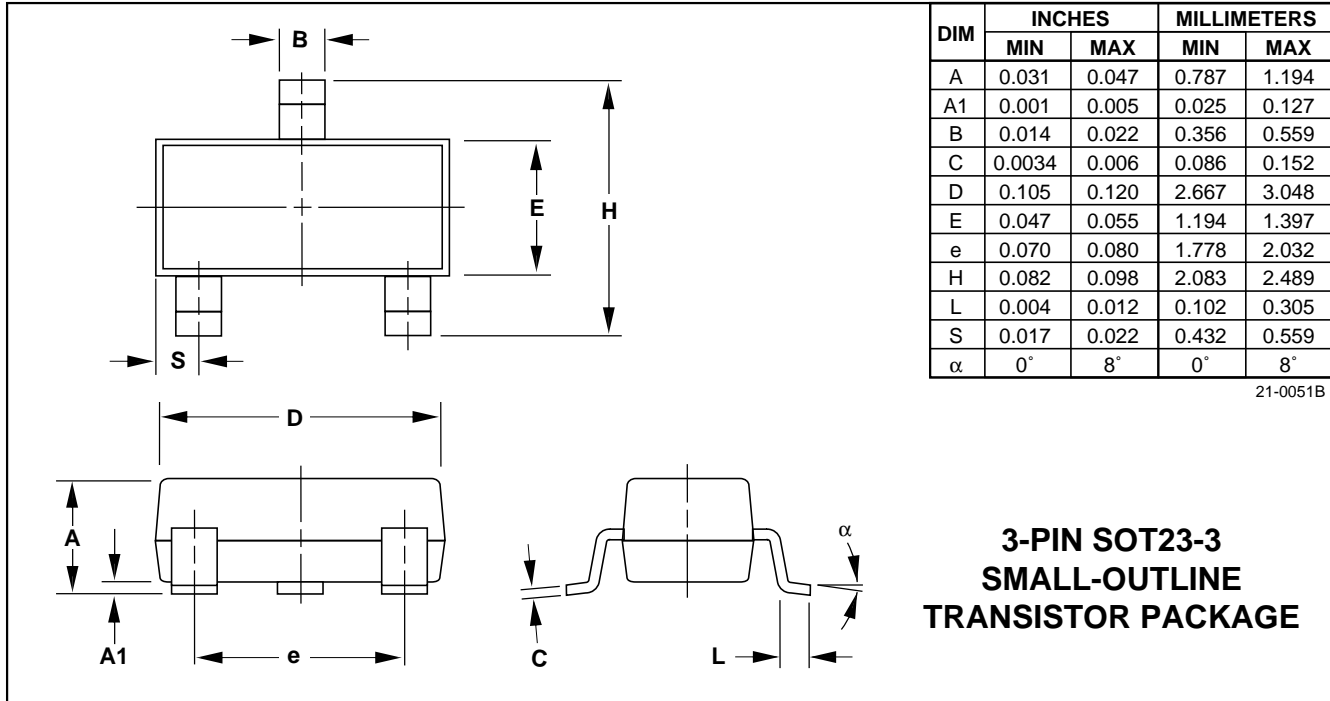 B
E
H
S
D
A
A1
e
C
α
L
DIM INCHES MILLIMETERS
MIN MAX MIN MAX
A 0.031 0.047 0.787 1.194
A1 0.001 0.005 0.025 0.127
B 0.014 0.022 0.356 0.559
C 0.0034 0.006 0.086 0.152
D 0.105 0.120 2.667 3.048
E 0.047 0.055 1.194 1.397
e 0.070 0.080 1.778 2.032
H 0.082 0.098 2.083 2.489
L 0.004 0.012 0.102 0.305
S 0.017 0.022 0.432 0.559
α 0° 8° 0° 8°
21-0051B
3-PIN SOT23-3
SMALL-OUTLINE
TRANSISTOR PACKAGE